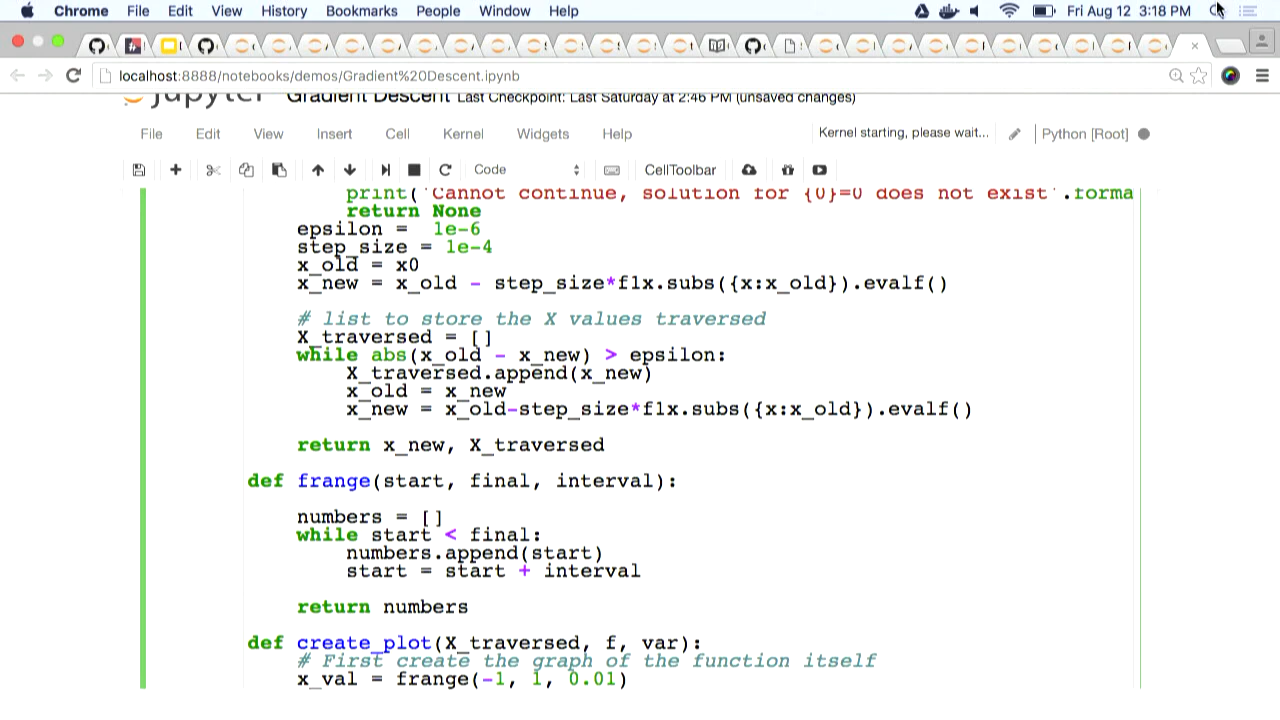 Chrome File Edit View History Bookmarks People Window Help Fri Aug 12 3:18 PM
localhost:8888/notebooks/demos/Gradient%20Descent.ipynb
jupyter Gradient Descent Last Checkpoint: Last Saturday at 2:46 PM (unsaved changes)
File Edit View Insert Cell Kernel Widgets Help Kernel starting, please wait... Python [Root]
Code CellToolbar
print('Cannot continue, solution for {0}=0 does not exist'.forma
return None
epsilon =  1e-6
step_size = 1e-4
x_old = x0
x_new = x_old - step_size*f1x.subs({x:x_old}).evalf()
# list to store the X values traversed
X_traversed = []
while abs(x_old - x_new) > epsilon:
X_traversed.append(x_new)
x_old = x_new
x_new = x_old-step_size*f1x.subs({x:x_old}).evalf()
return x_new, X_traversed
def frange(start, final, interval):
numbers = []
while start < final:
numbers.append(start)
start = start + interval
return numbers
def create_plot(X_traversed, f, var):
# First create the graph of the function itself
x_val = frange(-1, 1, 0.01)